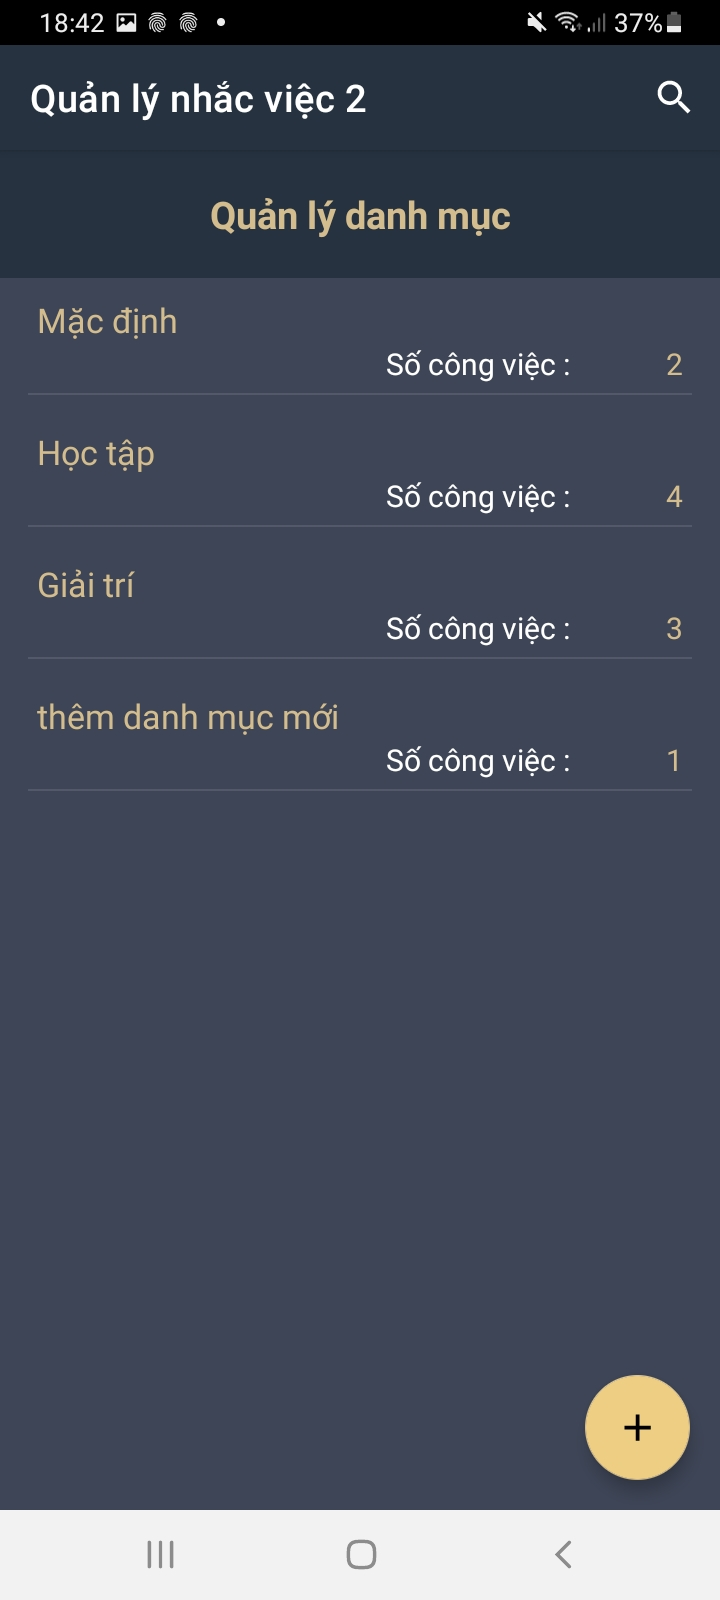 18:42 37%
Quản lý nhắc việc 2
Quản lý danh mục
Mặc định
Số công việc : 2
Học tập
Số công việc : 4
Giải trí
Số công việc : 3
thêm danh mục mới
Số công việc : 1
+